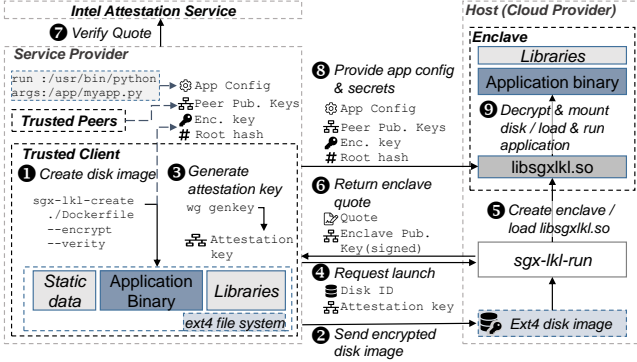 Intel Attestation Service
❼ Verify Quote
Service Provider
run :/usr/bin/python
args:/app/myapp.py
App Config
Peer Pub. Keys
Enc. key
Root hash
Trusted Peers
Trusted Client
❶ Create disk image
sgx-lkl-create
./Dockerfile
--encrypt
--verity
❸ Generate
attestation key
wg genkey
Attestation
key
Static
data
Application
Binary
Libraries
ext4 file system
❽ Provide app config
& secrets
App Config
Peer Pub. Keys
Enc. key
Root hash
❻ Return enclave
quote
Quote
Enclave Pub.
Key(signed)
❹ Request launch
Disk ID
Attestation key
❷ Send encrypted
disk image
Host (Cloud Provider)
Enclave
Libraries
Application binary
❾ Decrypt & mount
disk / load & run
application
libsgxlkl.so
❺ Create enclave /
load libsgxlkl.so
sgx-lkl-run
Ext4 disk image